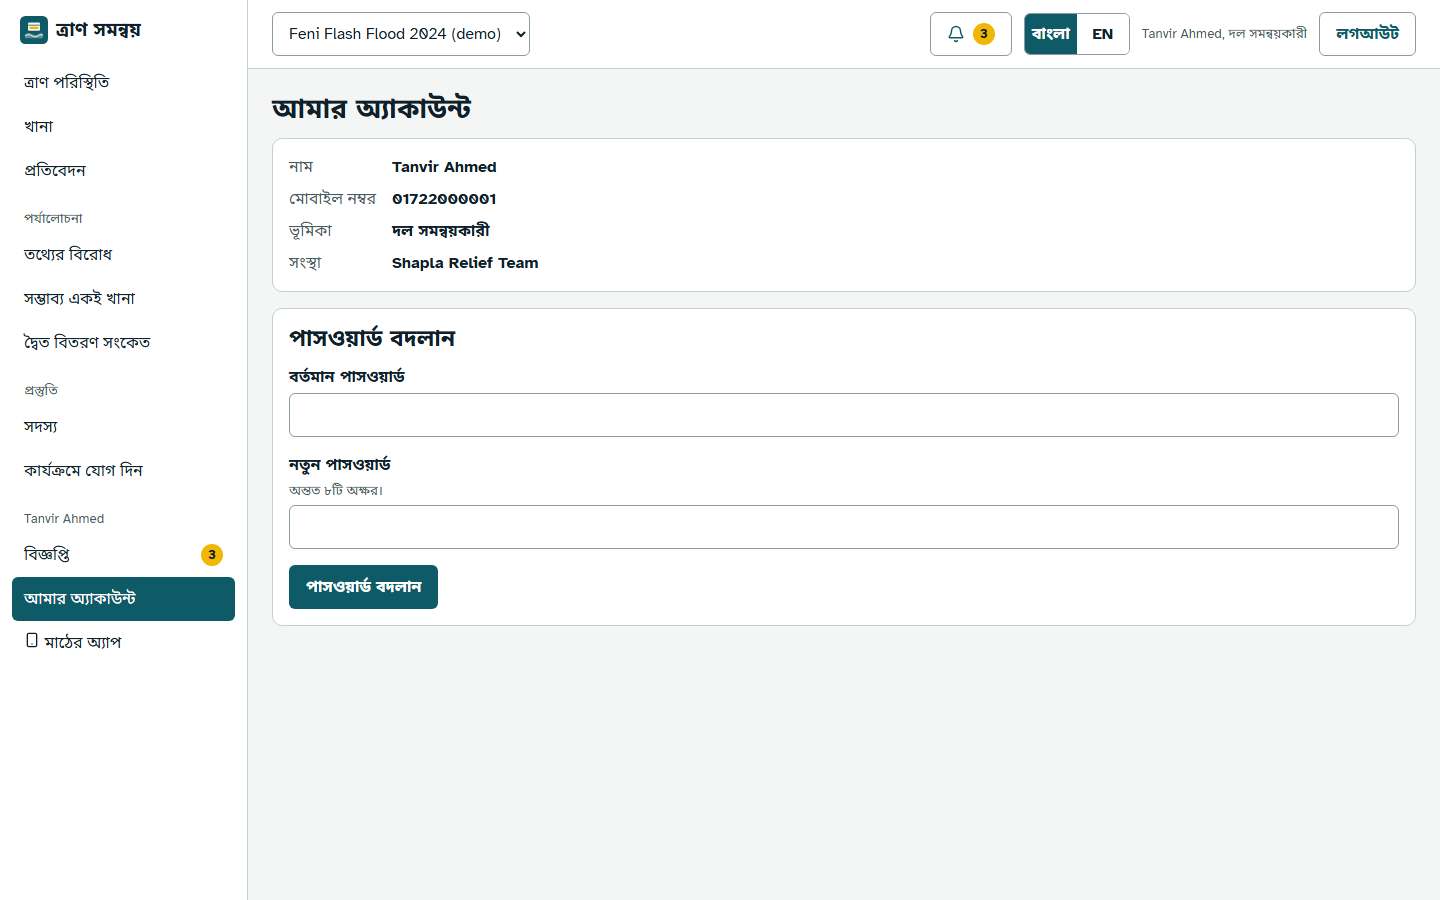 ত্রাণ সমন্বয়
Feni Flash Flood 2024 (demo)
3
বাংলা
EN
Tanvir Ahmed, দল সমন্বয়কারী
লগআউট
ত্রাণ পরিস্থিতি
খানা
প্রতিবেদন
পর্যালোচনা
তথ্যের বিরোধ
সম্ভাব্য একই খানা
দ্বৈত বিতরণ সংকেত
প্রস্তুতি
সদস্য
কার্যক্রমে যোগ দিন
Tanvir Ahmed
বিজ্ঞপ্তি 3
আমার অ্যাকাউন্ট
মাঠের অ্যাপ
আমার অ্যাকাউন্ট
নাম Tanvir Ahmed
মোবাইল নম্বর 01722000001
ভূমিকা দল সমন্বয়কারী
সংস্থা Shapla Relief Team
পাসওয়ার্ড বদলান
বর্তমান পাসওয়ার্ড
নতুন পাসওয়ার্ড
অন্তত ৮টি অক্ষর।
পাসওয়ার্ড বদলান